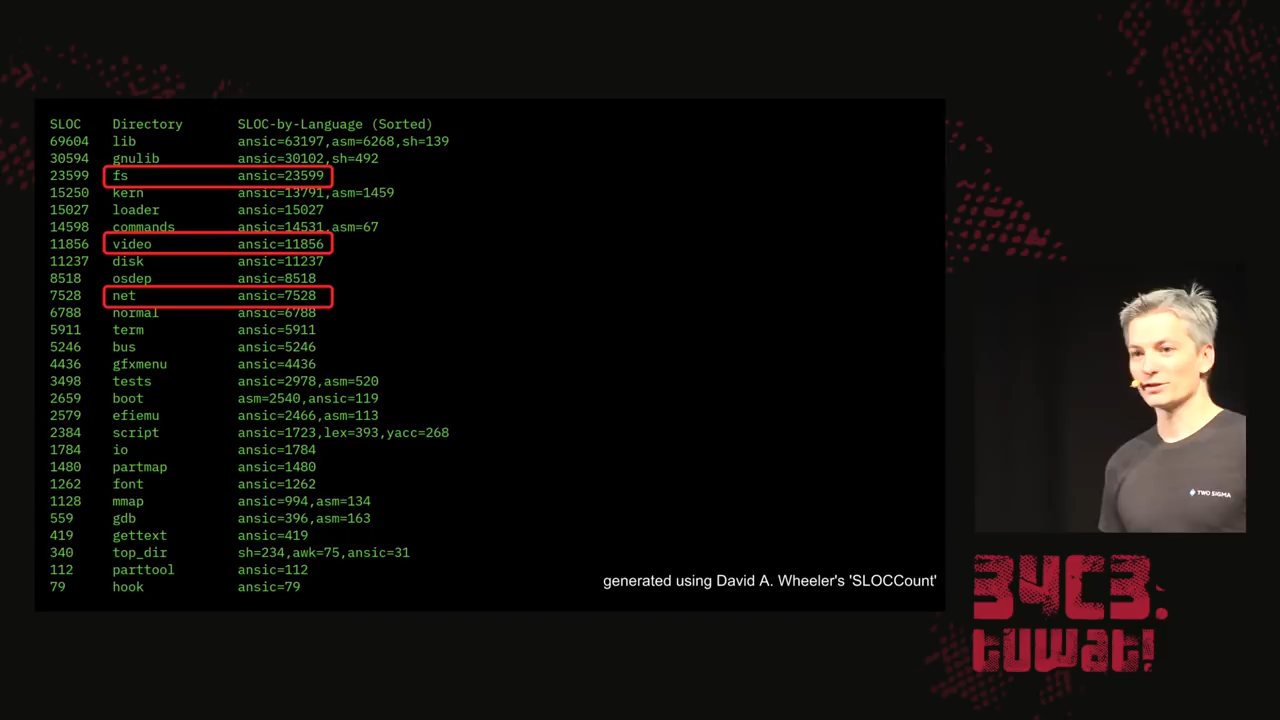 SLOC Directory SLOC-by-Language (Sorted)
69604 lib ansic=63197,asm=6268,sh=139
30594 gnulib ansic=30102,sh=492
23599 fs ansic=23599
15250 kern ansic=13791,asm=1459
15027 loader ansic=15027
14598 commands ansic=14531,asm=67
11856 video ansic=11856
11237 disk ansic=11237
8518 osdep ansic=8518
7528 net ansic=7528
6788 normal ansic=6788
5911 term ansic=5911
5246 bus ansic=5246
4436 gfxmenu ansic=4436
3498 tests ansic=2978,asm=520
2659 boot asm=2540,ansic=119
2579 efiemu ansic=2466,asm=113
2384 script ansic=1723,lex=393,yacc=268
1784 io ansic=1784
1480 partmap ansic=1480
1262 font ansic=1262
1128 mmap ansic=994,asm=134
559 gdb ansic=396,asm=163
419 gettext ansic=419
340 top_dir sh=234,awk=75,ansic=31
112 parttool ansic=112
79 hook ansic=79
generated using David A. Wheeler's 'SLOCCount'
TWO SIGMA
34C3.
tuwat!